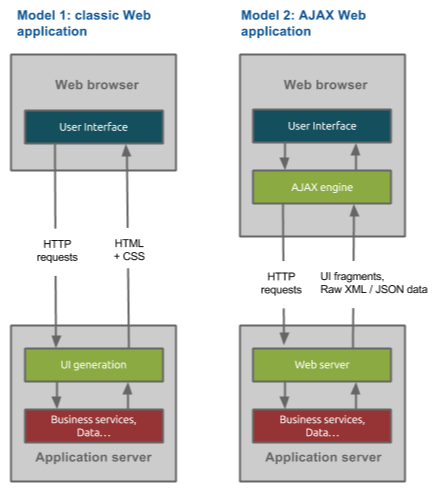 Model 1: classic Web
application
Web browser
User Interface
HTTP
requests
HTML
+ CSS
UI generation
Business services,
Data...
Application server
Model 2: AJAX Web
application
Web browser
User Interface
AJAX engine
HTTP
requests
UI fragments,
Raw XML / JSON data
Web server
Business services,
Data...
Application server